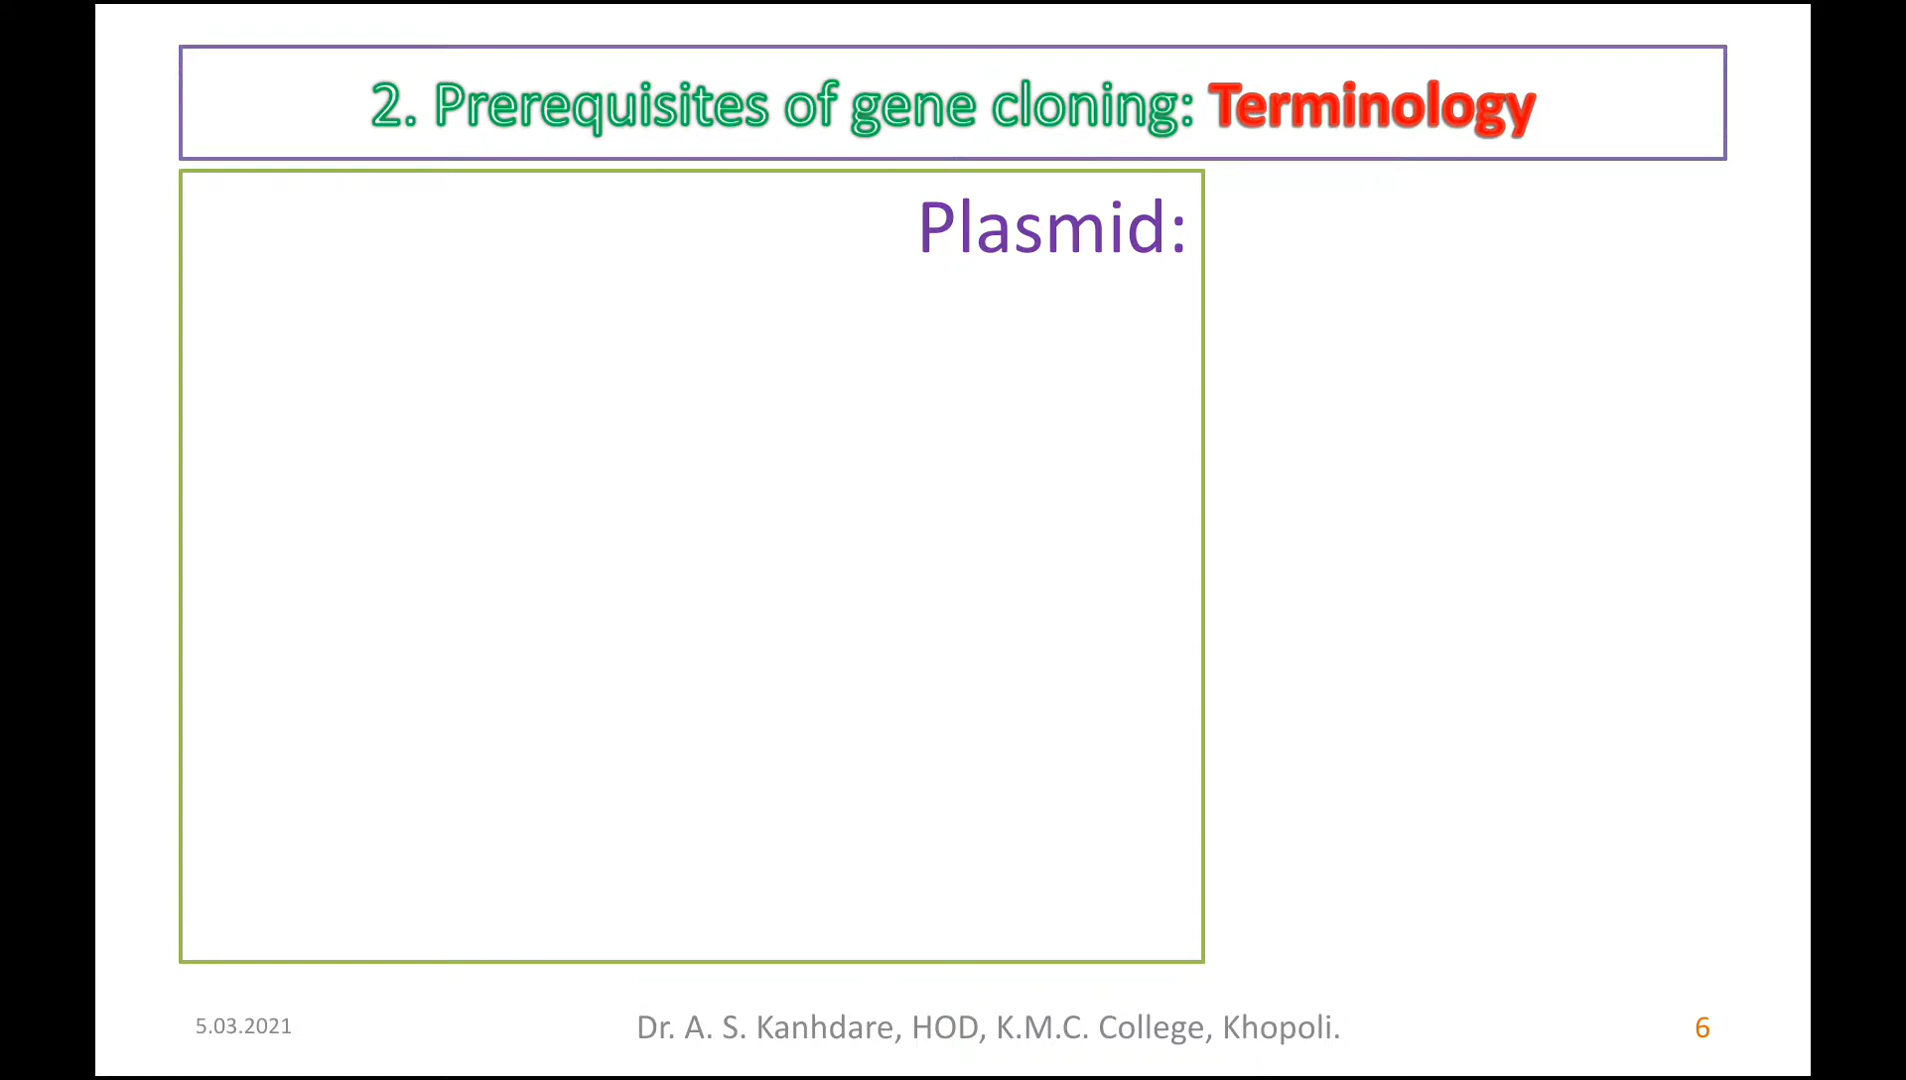 2. Prerequisites of gene cloning: Terminology
Plasmid:
5.03.2021
Dr. A. S. Kanhdare, HOD, K.M.C. College, Khopoli.
6